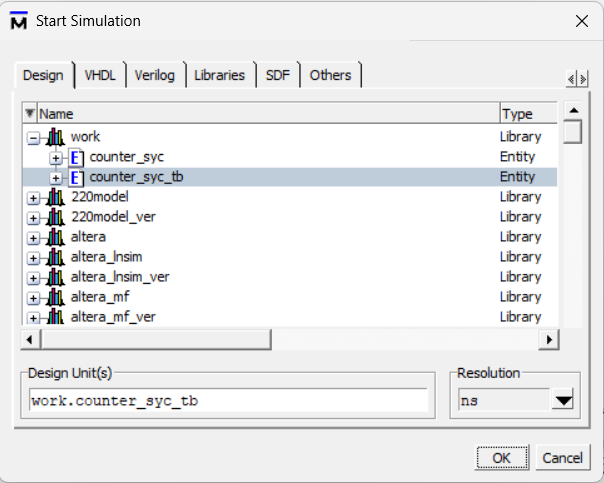 M Start Simulation
Design VHDL Verilog Libraries SDF Others
Name Type
work Library
E counter_syc Entity
E counter_syc_tb Entity
220model Library
220model_ver Library
altera Library
altera_lnsim Library
altera_lnsim_ver Library
altera_mf Library
altera_mf_ver Library
Design Unit(s) Resolution
work.counter_syc_tb ns
OK Cancel